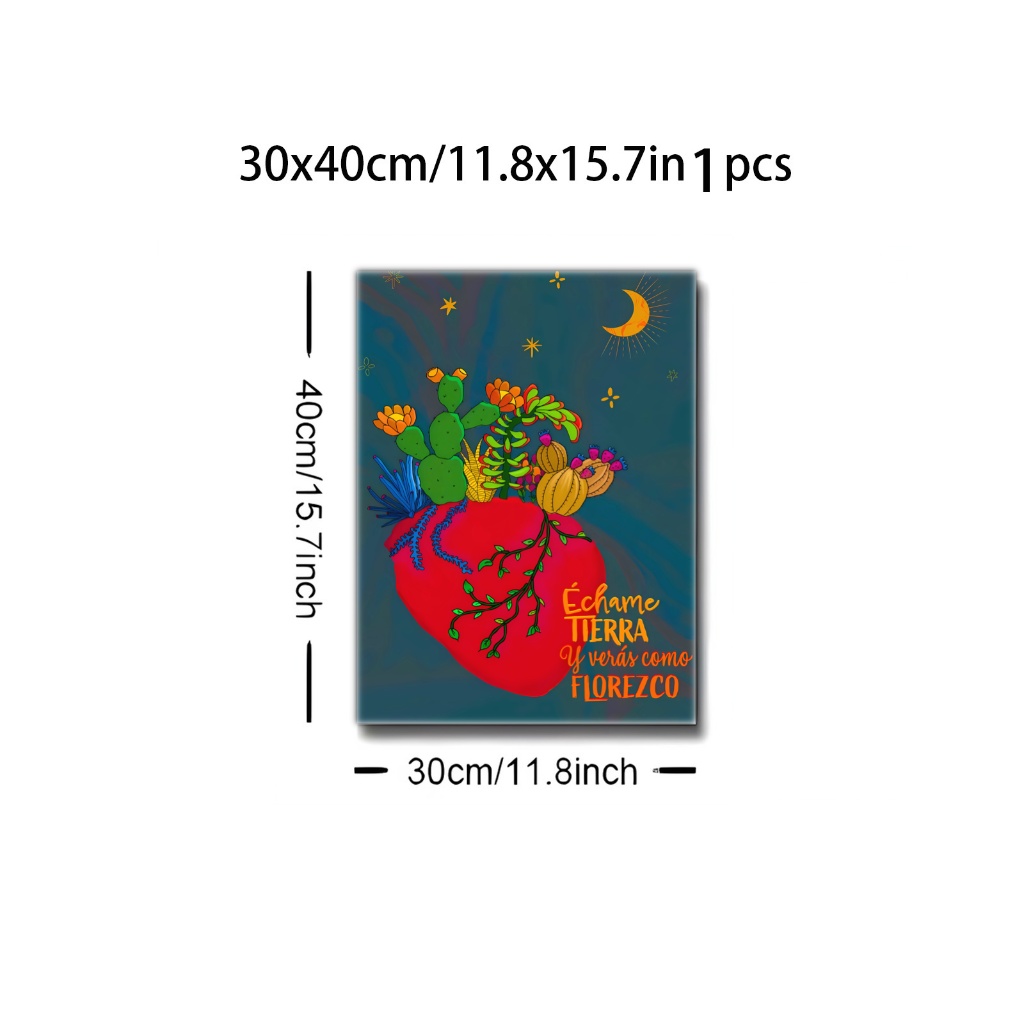 30x40cm/11.8x15.7in 1 pcs
40cm/15.7inch
Échame
TIERRA
Y verás como
FLOREZCO
30cm/11.8inch